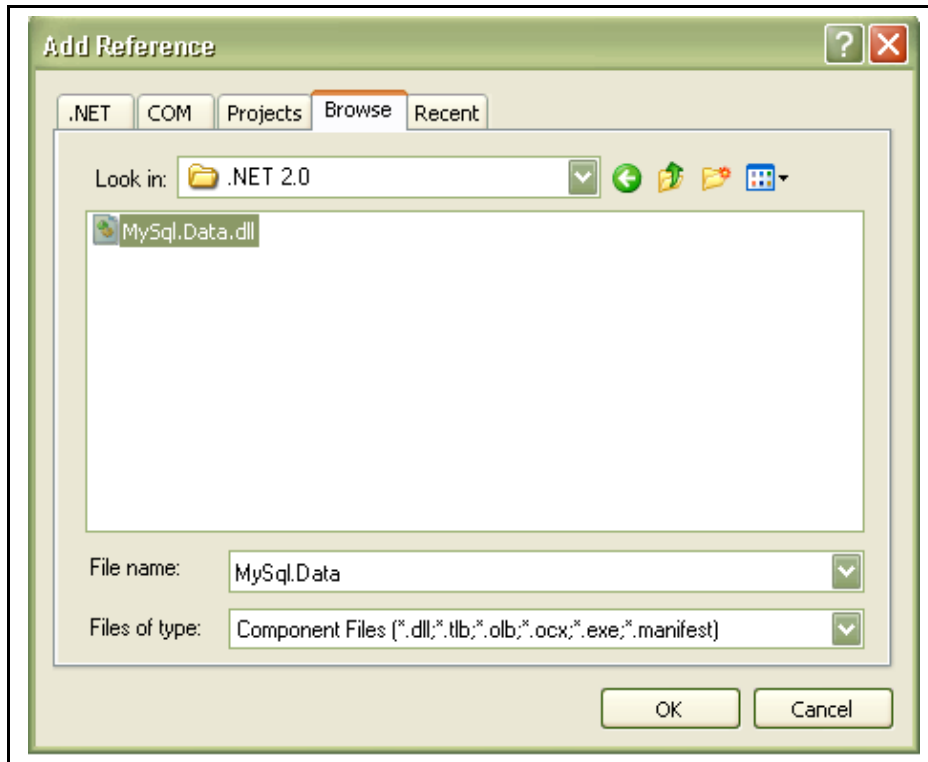 Add Reference
.NET COM Projects Browse Recent
Look in: .NET 2.0
MySql.Data.dll
File name: MySql.Data
Files of type: Component Files (*.dll;*.tlb;*.olb;*.ocx;*.exe;*.manifest)
OK Cancel